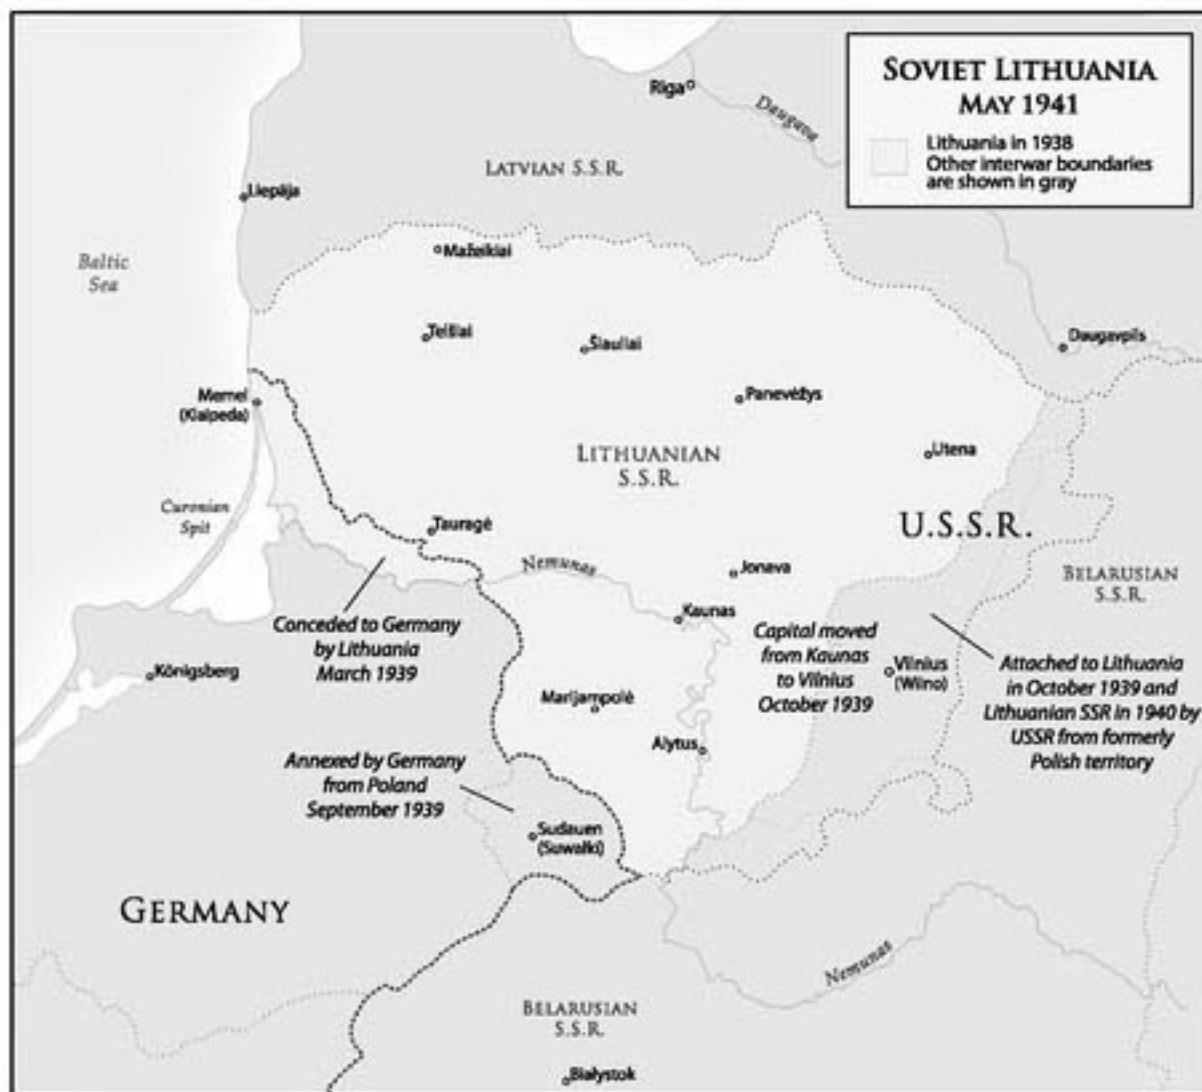 SOVIET LITHUANIA
MAY 1941
Lithuania in 1938
Other interwar boundaries
are shown in gray
Riga
Daugava
LATVIAN S.S.R.
Liepāja
Baltic
Sea
Mažeikiai
Telšiai
Šiauliai
Daugavpils
Memel
(Klaipeda)
Panevėžys
LITHUANIAN
S.S.R.
Utena
Curonian
Spit
Tauragė
U.S.S.R.
Nemunas
Jonava
BELARUSIAN
S.S.R.
Kaunas
Conceded to Germany
by Lithuania
March 1939
Capital moved
from Kaunas
to Vilnius
October 1939
Königsberg
Vilnius
(Wilno)
Attached to Lithuania
in October 1939 and
Lithuanian SSR in 1940 by
USSR from formerly
Polish territory
Marijampolė
Alytus
Annexed by Germany
from Poland
September 1939
Sudauen
(Suwałki)
GERMANY
Nemunas
BELARUSIAN
S.S.R.
Białystok